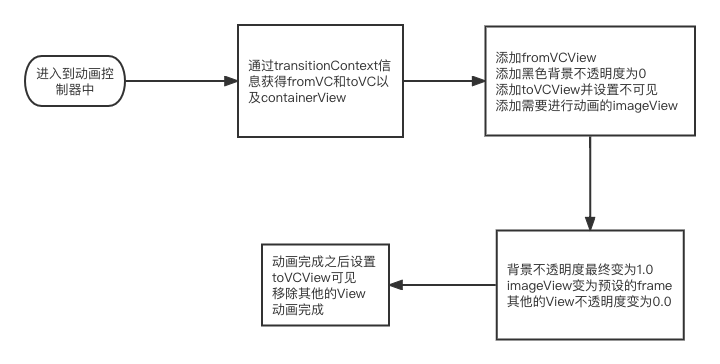 进入到动画控
制器中
通过transitionContext信
息获得fromVC和toVC以
及containerView
添加fromVCView
添加黑色背景不透明度为0
添加toVCView并设置不可见
添加需要进行动画的imageView
背景不透明度最终变为1.0
imageView变为预设的frame
其他的View不透明度变为0.0
动画完成之后设置
toVCView可见
移除其他的View
动画完成